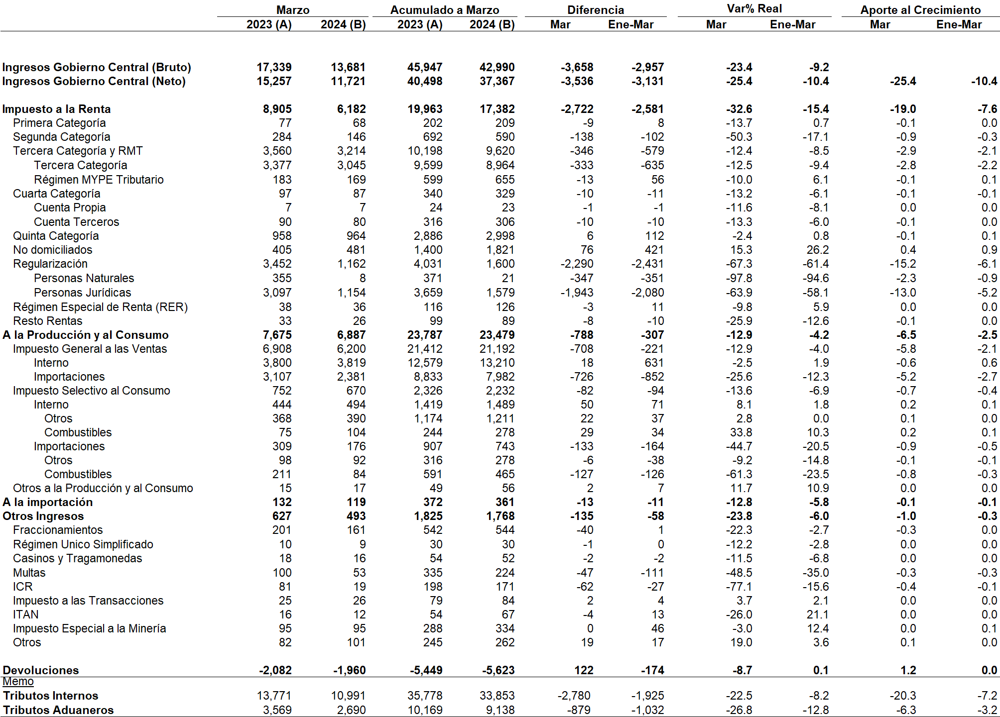 Marzo Acumulado a Marzo Diferencia Var% Real Aporte al Crecimiento
2023 (A) 2024 (B) 2023 (A) 2024 (B) Mar Ene-Mar Mar Ene-Mar Mar Ene-Mar
Ingresos Gobierno Central (Bruto) 17,339 13,681 45,947 42,990 -3,658 -2,957 -23.4 -9.2
Ingresos Gobierno Central (Neto) 15,257 11,721 40,498 37,367 -3,536 -3,131 -25.4 -10.4 -25.4 -10.4
Impuesto a la Renta 8,905 6,182 19,963 17,382 -2,722 -2,581 -32.6 -15.4 -19.0 -7.6
Primera Categoría 77 68 202 209 -9 8 -13.7 0.7 -0.1 0.0
Segunda Categoría 284 146 692 590 -138 -102 -50.3 -17.1 -0.9 -0.3
Tercera Categoría y RMT 3,560 3,214 10,198 9,620 -346 -579 -12.4 -8.5 -2.9 -2.1
Tercera Categoría 3,377 3,045 9,599 8,964 -333 -635 -12.5 -9.4 -2.8 -2.2
Régimen MYPE Tributario 183 169 599 655 -13 56 -10.0 6.1 -0.1 0.1
Cuarta Categoría 97 87 340 329 -10 -11 -13.2 -6.1 -0.1 -0.1
Cuenta Propia 7 7 24 23 -1 -1 -11.6 -8.1 0.0 0.0
Cuenta Terceros 90 80 316 306 -10 -10 -13.3 -6.0 -0.1 0.0
Quinta Categoría 958 964 2,886 2,998 6 112 -2.4 0.8 -0.1 0.1
No domiciliados 405 481 1,400 1,821 76 421 15.3 26.2 0.4 0.9
Regularización 3,452 1,162 4,031 1,600 -2,290 -2,431 -67.3 -61.4 -15.2 -6.1
Personas Naturales 355 8 371 21 -347 -351 -97.8 -94.6 -2.3 -0.9
Personas Jurídicas 3,097 1,154 3,659 1,579 -1,943 -2,080 -63.9 -58.1 -13.0 -5.2
Régimen Especial de Renta (RER) 38 36 116 126 -3 11 -9.8 5.9 0.0 0.0
Resto Rentas 33 26 99 89 -8 -10 -25.9 -12.6 -0.1 0.0
A la Producción y al Consumo 7,675 6,887 23,787 23,479 -788 -307 -12.9 -4.2 -6.5 -2.5
Impuesto General a las Ventas 6,908 6,200 21,412 21,192 -708 -221 -12.9 -4.0 -5.8 -2.1
Interno 3,800 3,819 12,579 13,210 18 631 -2.5 1.9 -0.6 0.6
Importaciones 3,107 2,381 8,833 7,982 -726 -852 -25.6 -12.3 -5.2 -2.7
Impuesto Selectivo al Consumo 752 670 2,326 2,232 -82 -94 -13.6 -6.9 -0.7 -0.4
Interno 444 494 1,419 1,489 50 71 8.1 1.8 0.2 0.1
Otros 368 390 1,174 1,211 22 37 2.8 0.0 0.1 0.0
Combustibles 75 104 244 278 29 34 33.8 10.3 0.2 0.1
Importaciones 309 176 907 743 -133 -164 -44.7 -20.5 -0.9 -0.5
Otros 98 92 316 278 -6 -38 -9.2 -14.8 -0.1 -0.1
Combustibles 211 84 591 465 -127 -126 -61.3 -23.5 -0.8 -0.3
Otros a la Producción y al Consumo 15 17 49 56 2 7 11.7 10.9 0.0 0.0
A la importación 132 119 372 361 -13 -11 -12.8 -5.8 -0.1 -0.1
Otros Ingresos 627 493 1,825 1,768 -135 -58 -23.8 -6.0 -1.0 -0.3
Fraccionamientos 201 161 542 544 -40 1 -22.3 -2.7 -0.3 0.0
Régimen Unico Simplificado 10 9 30 30 -1 0 -12.2 -2.8 0.0 0.0
Casinos y Tragamonedas 18 16 54 52 -2 -2 -11.5 -6.8 0.0 0.0
Multas 100 53 335 224 -47 -111 -48.5 -35.0 -0.3 -0.3
ICR 81 19 198 171 -62 -27 -77.1 -15.6 -0.4 -0.1
Impuesto a las Transacciones 25 26 79 84 2 4 3.7 2.1 0.0 0.0
ITAN 16 12 54 67 -4 13 -26.0 21.1 0.0 0.0
Impuesto Especial a la Minería 95 95 288 334 0 46 -3.0 12.4 0.0 0.1
Otros 82 101 245 262 19 17 19.0 3.6 0.1 0.0
Devoluciones -2,082 -1,960 -5,449 -5,623 122 -174 -8.7 0.1 1.2 0.0
Memo
Tributos Internos 13,771 10,991 35,778 33,853 -2,780 -1,925 -22.5 -8.2 -20.3 -7.2
Tributos Aduaneros 3,569 2,690 10,169 9,138 -879 -1,032 -26.8 -12.8 -6.3 -3.2